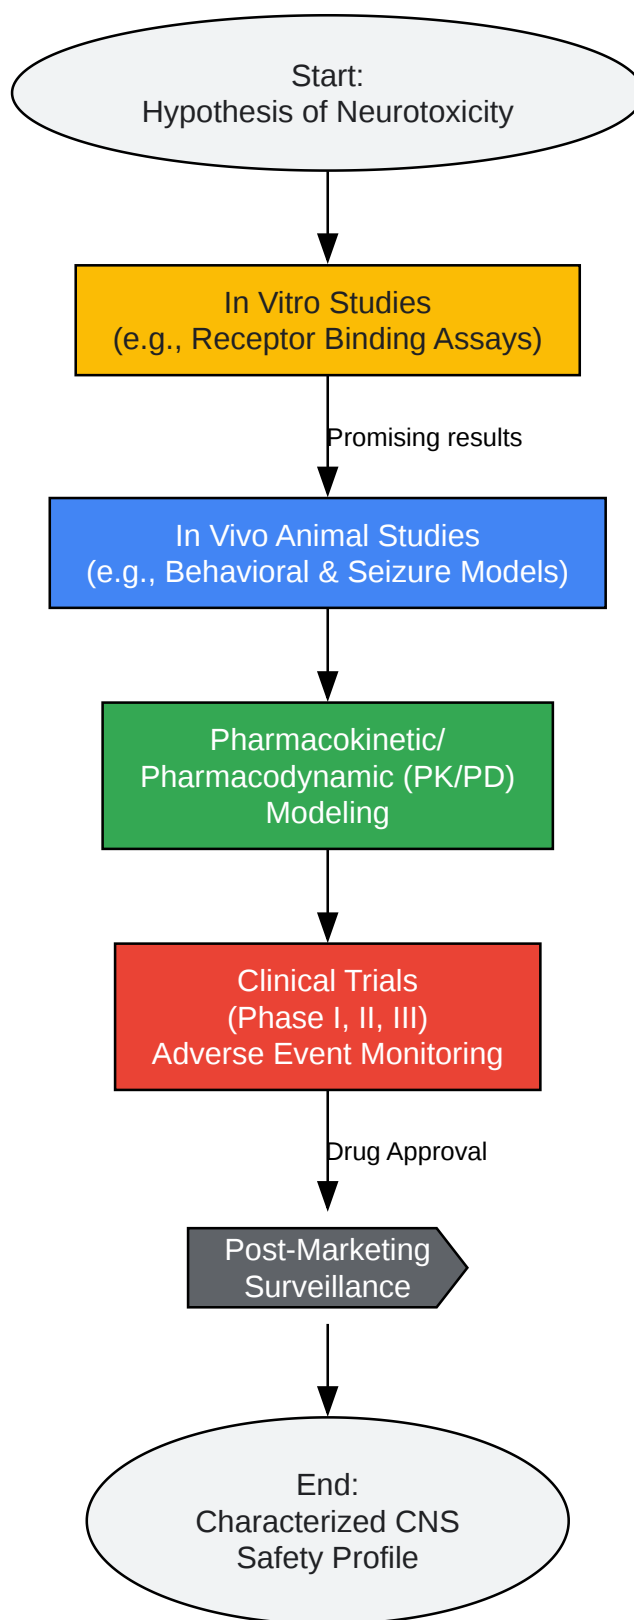 Start:
Hypothesis of Neurotoxicity
In Vitro Studies
(e.g., Receptor Binding Assays)
Promising results
In Vivo Animal Studies
(e.g., Behavioral & Seizure Models)
Pharmacokinetic/
Pharmacodynamic (PK/PD)
Modeling
Clinical Trials
(Phase I, II, III)
Adverse Event Monitoring
Drug Approval
Post-Marketing
Surveillance
End:
Characterized CNS
Safety Profile